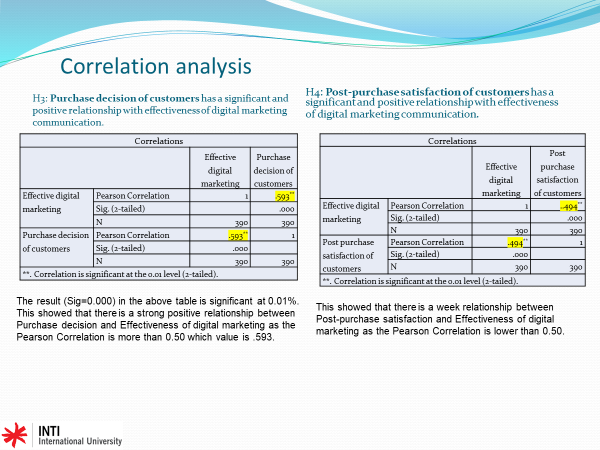 Correlation analysis
H3: Purchase decision of customers has a significant and
positive relationship with effectiveness of digital marketing
communication.
Correlations
Effective digital marketing | Purchase decision of customers
Effective digital marketing | Pearson Correlation | 1 | .593**
Sig. (2-tailed) | .000
N | 390 | 390
Purchase decision of customers | Pearson Correlation | .593** | 1
Sig. (2-tailed) | .000
N | 390 | 390
**. Correlation is significant at the 0.01 level (2-tailed).
The result (Sig=0.000) in the above table is significant at 0.01%.
This showed that there is a strong positive relationship between
Purchase decision and Effectiveness of digital marketing as the
Pearson Correlation is more than 0.50 which value is .593.
H4: Post-purchase satisfaction of customers has a
significant and positive relationship with effectiveness
of digital marketing communication.
Correlations
Effective digital marketing | Post purchase satisfaction of customers
Effective digital marketing | Pearson Correlation | 1 | .494**
Sig. (2-tailed) | .000
N | 390 | 390
Post purchase satisfaction of customers | Pearson Correlation | .494** | 1
Sig. (2-tailed) | .000
N | 390 | 390
**. Correlation is significant at the 0.01 level (2-tailed).
This showed that there is a week relationship between
Post-purchase satisfaction and Effectiveness of digital
marketing as the Pearson Correlation is lower than 0.50.
INTI
International University